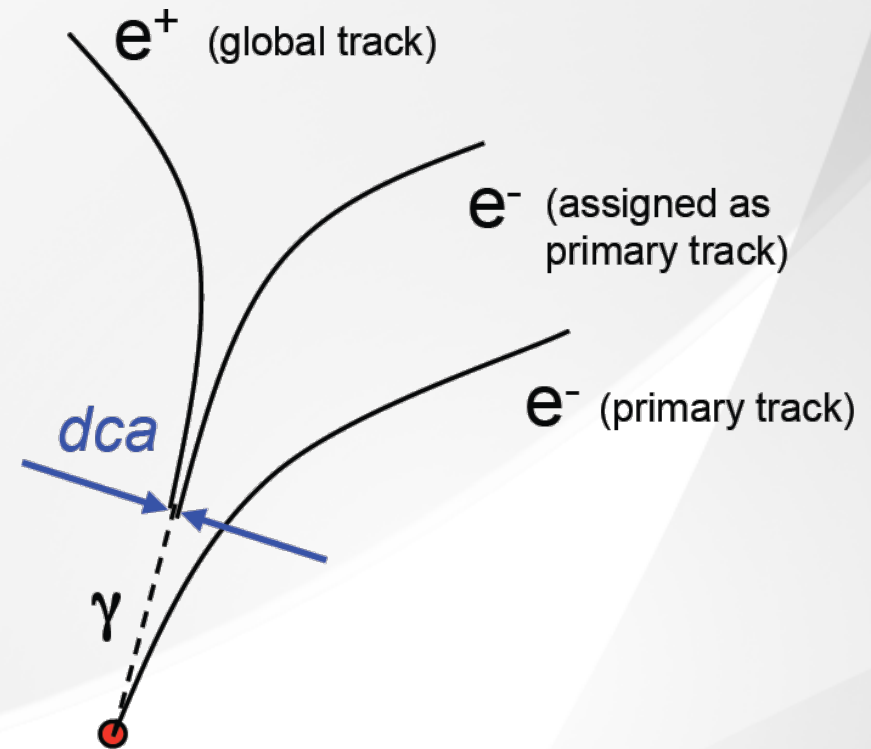 e⁺ (global track)
e⁻ (assigned as
primary track)
e⁻ (primary track)
dca
γ